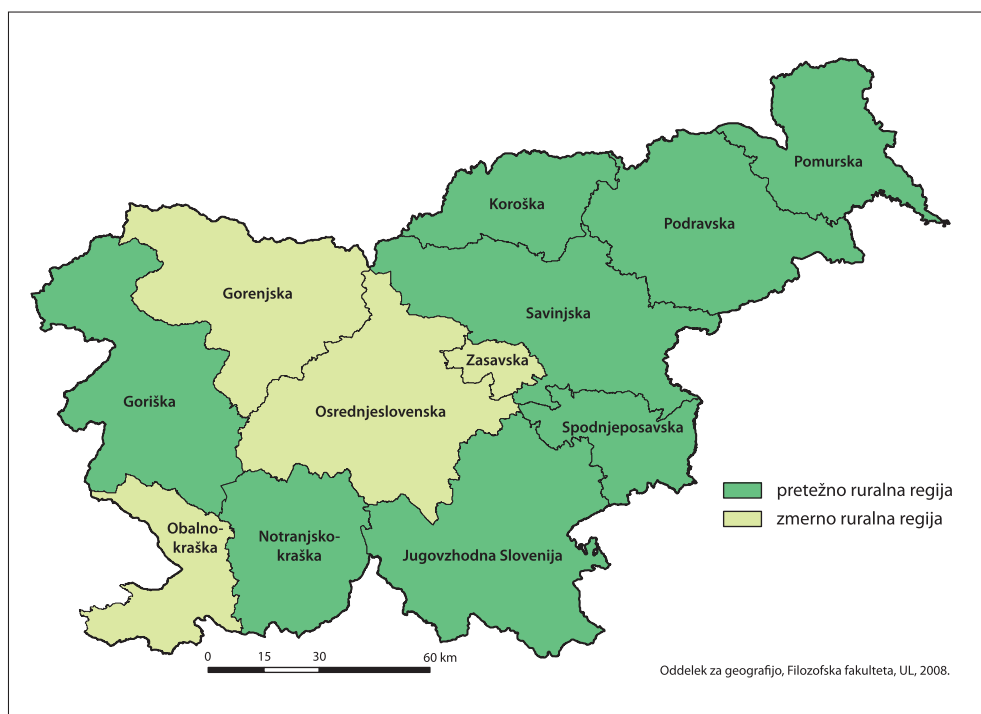 Pomurska
Koroška
Podravska
Gorenjska
Savinjska
Zasavska
Goriška
Osrednjeslovenska
Spodnjeposavska
pretežno ruralna regija
zmerno ruralna regija
Obalno-
kraška
Notranjsko-
kraška
Jugovzhodna Slovenija
0 15 30 60 km
Oddelek za geografijo, Filozofska fakulteta, UL, 2008.